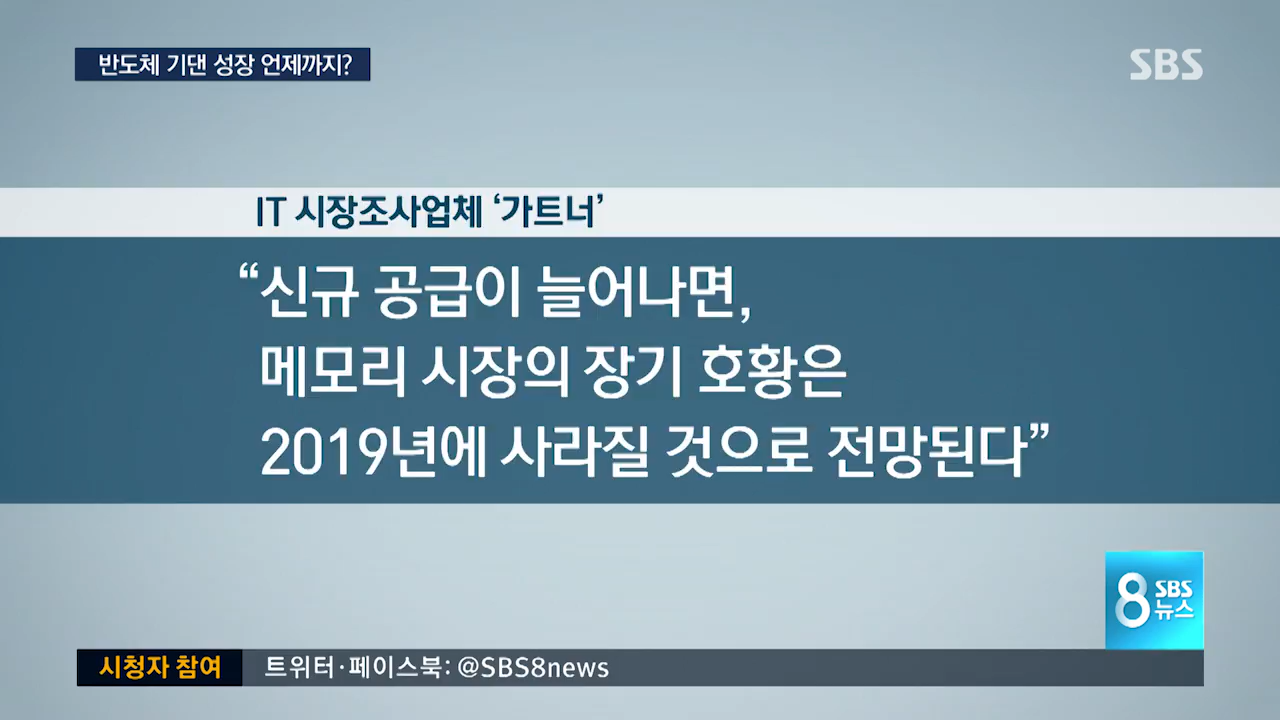 반도체 기댄 성장 언제까지?
SBS
IT 시장조사업체 ‘가트너’
“신규 공급이 늘어나면,
메모리 시장의 장기 호황은
2019년에 사라질 것으로 전망된다”
8 SBS
뉴스
시청자 참여 트위터·페이스북: @SBS8news